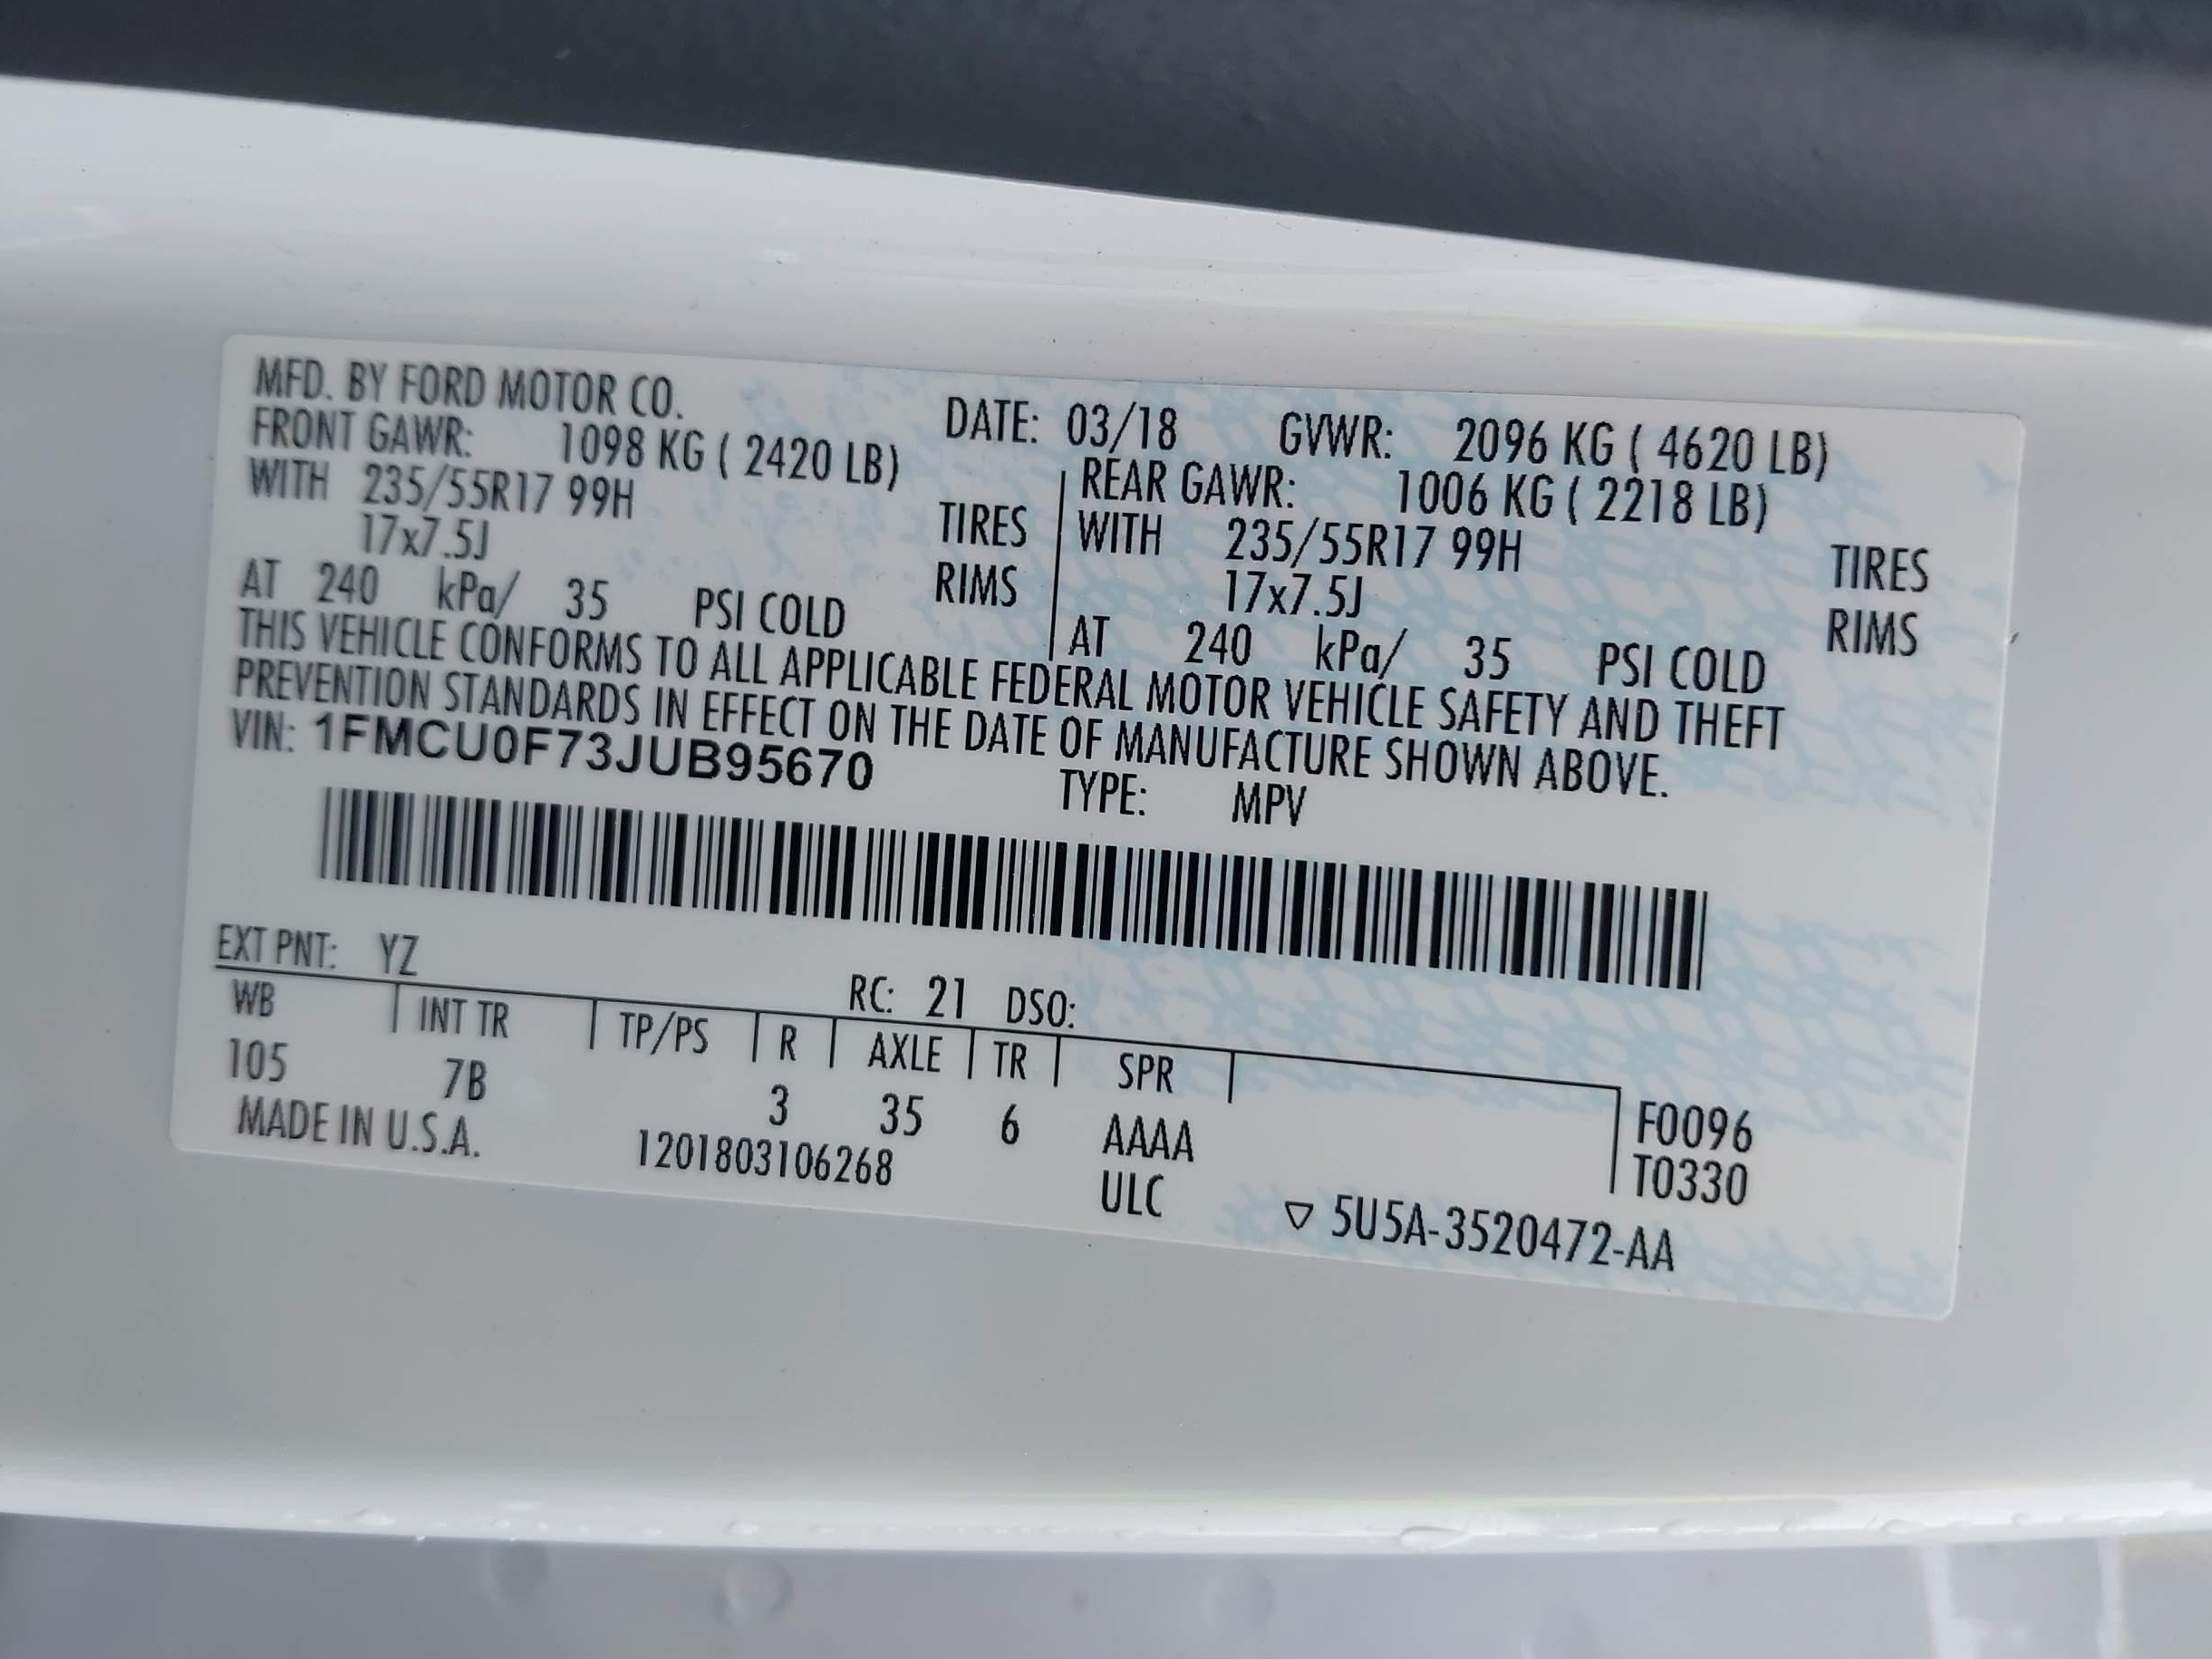 MFD. BY FORD MOTOR CO. DATE: 03/18 GVWR: 2096 KG ( 4620 LB)
FRONT GAWR: 1098 KG ( 2420 LB) REAR GAWR: 1006 KG ( 2218 LB)
WITH 235/55R17 99H TIRES WITH 235/55R17 99H TIRES
17x7.5J RIMS 17x7.5J RIMS
AT 240 kPa/ 35 PSI COLD AT 240 kPa/ 35 PSI COLD
THIS VEHICLE CONFORMS TO ALL APPLICABLE FEDERAL MOTOR VEHICLE SAFETY AND THEFT
PREVENTION STANDARDS IN EFFECT ON THE DATE OF MANUFACTURE SHOWN ABOVE.
VIN: 1FMCU0F73JUB95670 TYPE: MPV
EXT PNT: YZ RC: 21 DSO:
WB INT TR TP/PS R AXLE TR SPR
105 7B 3 35 6 AAAA F0096
T0330
MADE IN U.S.A. 1201803106268 ULC
▽ 5U5A-3520472-AA